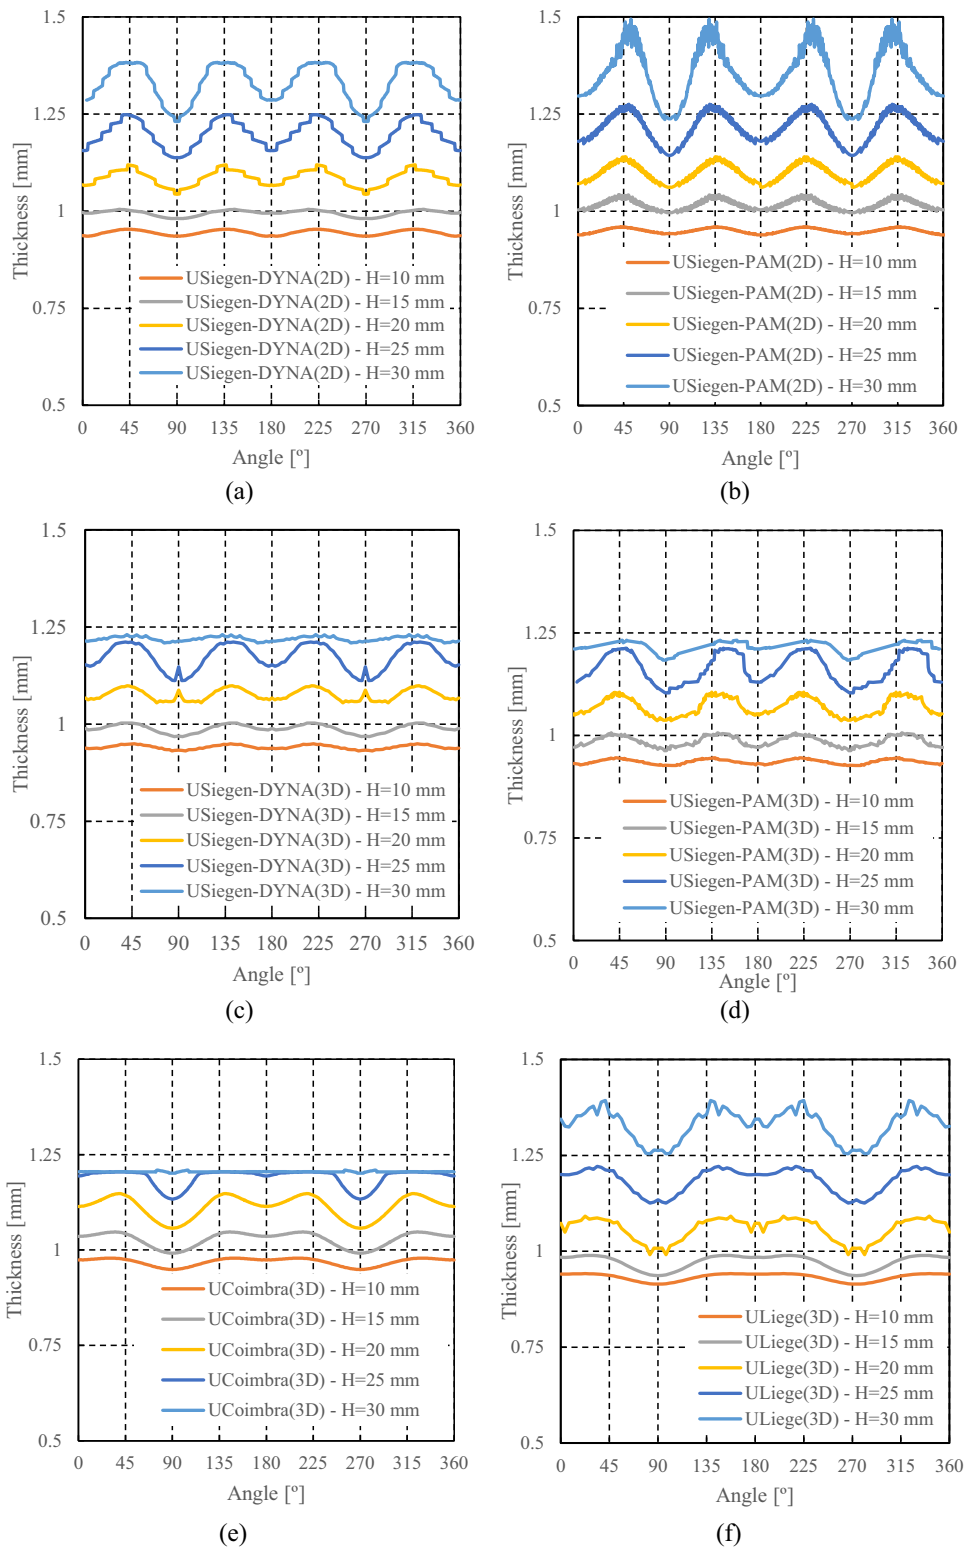 1.5
1.25
1
0.75
0.5
Thickness [mm]
USiegen-DYNA(2D) - H=10 mm
USiegen-DYNA(2D) - H=15 mm
USiegen-DYNA(2D) - H=20 mm
USiegen-DYNA(2D) - H=25 mm
USiegen-DYNA(2D) - H=30 mm
0 45 90 135 180 225 270 315 360
Angle [º]
(a)
1.5
1.25
1
0.75
0.5
Thickness [mm]
USiegen-PAM(2D) - H=10 mm
USiegen-PAM(2D) - H=15 mm
USiegen-PAM(2D) - H=20 mm
USiegen-PAM(2D) - H=25 mm
USiegen-PAM(2D) - H=30 mm
0 45 90 135 180 225 270 315 360
Angle [º]
(b)
1.5
1.25
1
0.75
0.5
Thickness [mm]
USiegen-DYNA(3D) - H=10 mm
USiegen-DYNA(3D) - H=15 mm
USiegen-DYNA(3D) - H=20 mm
USiegen-DYNA(3D) - H=25 mm
USiegen-DYNA(3D) - H=30 mm
0 45 90 135 180 225 270 315 360
Angle [º]
(c)
1.5
1.25
1
0.75
0.5
Thickness [mm]
USiegen-PAM(3D) - H=10 mm
USiegen-PAM(3D) - H=15 mm
USiegen-PAM(3D) - H=20 mm
USiegen-PAM(3D) - H=25 mm
USiegen-PAM(3D) - H=30 mm
0 45 90 135 180 225 270 315 360
Angle [º]
(d)
1.5
1.25
1
0.75
0.5
Thickness [mm]
UCoimbra(3D) - H=10 mm
UCoimbra(3D) - H=15 mm
UCoimbra(3D) - H=20 mm
UCoimbra(3D) - H=25 mm
UCoimbra(3D) - H=30 mm
0 45 90 135 180 225 270 315 360
Angle [º]
(e)
1.5
1.25
1
0.75
0.5
Thickness [mm]
ULiege(3D) - H=10 mm
ULiege(3D) - H=15 mm
ULiege(3D) - H=20 mm
ULiege(3D) - H=25 mm
ULiege(3D) - H=30 mm
0 45 90 135 180 225 270 315 360
Angle [º]
(f)